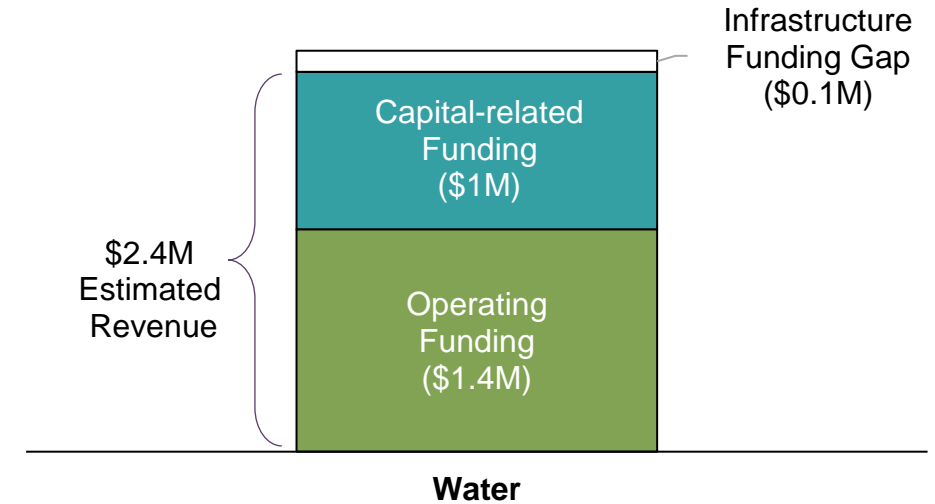 Infrastructure
Funding Gap
($0.1M)
Capital-related
Funding
($1M)
$2.4M
Estimated
Revenue
Operating
Funding
($1.4M)
Water